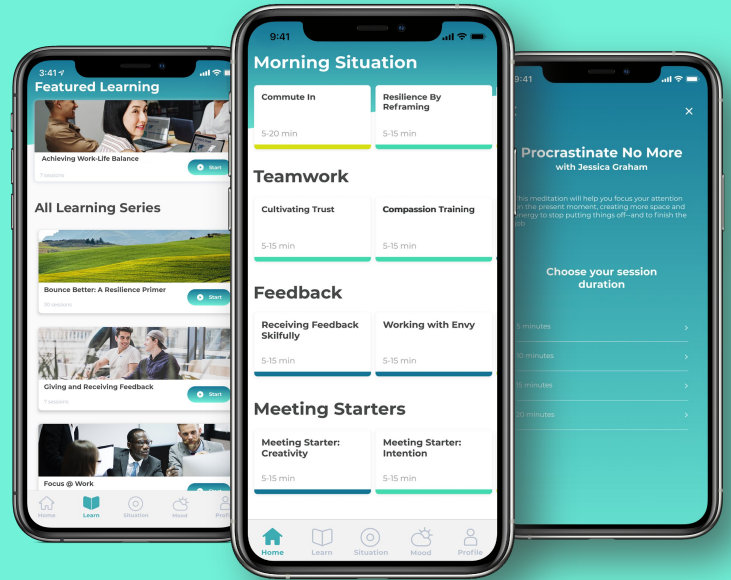 3:41
Featured Learning
Achieving Work-Life Balance
7 sessions
Start
All Learning Series
Bounce Better: A Resilience Primer
Start
Giving and Receiving Feedback
7 sessions
Start
Focus @ Work
Home
Learn
Situation
Mood
9:41
Morning Situation
Commute In
5-20 min
Resilience By
Reframing
5-15 min
Teamwork
Cultivating Trust
5-15 min
Compassion Training
5-15 min
Feedback
Receiving Feedback
Skilfully
5-15 min
Working with Envy
5-15 min
Meeting Starters
Meeting Starter:
Creativity
5-15 min
Meeting Starter:
Intention
5-15 min
Home
Learn
Situation
Mood
Profile
9:41
Procrastinate No More
with Jessica Graham
This meditation will help you focus your attention
on the present moment, creating more space and
energy to stop putting things off--and to finish the
job
Choose your session
duration
5 minutes
10 minutes
15 minutes
20 minutes